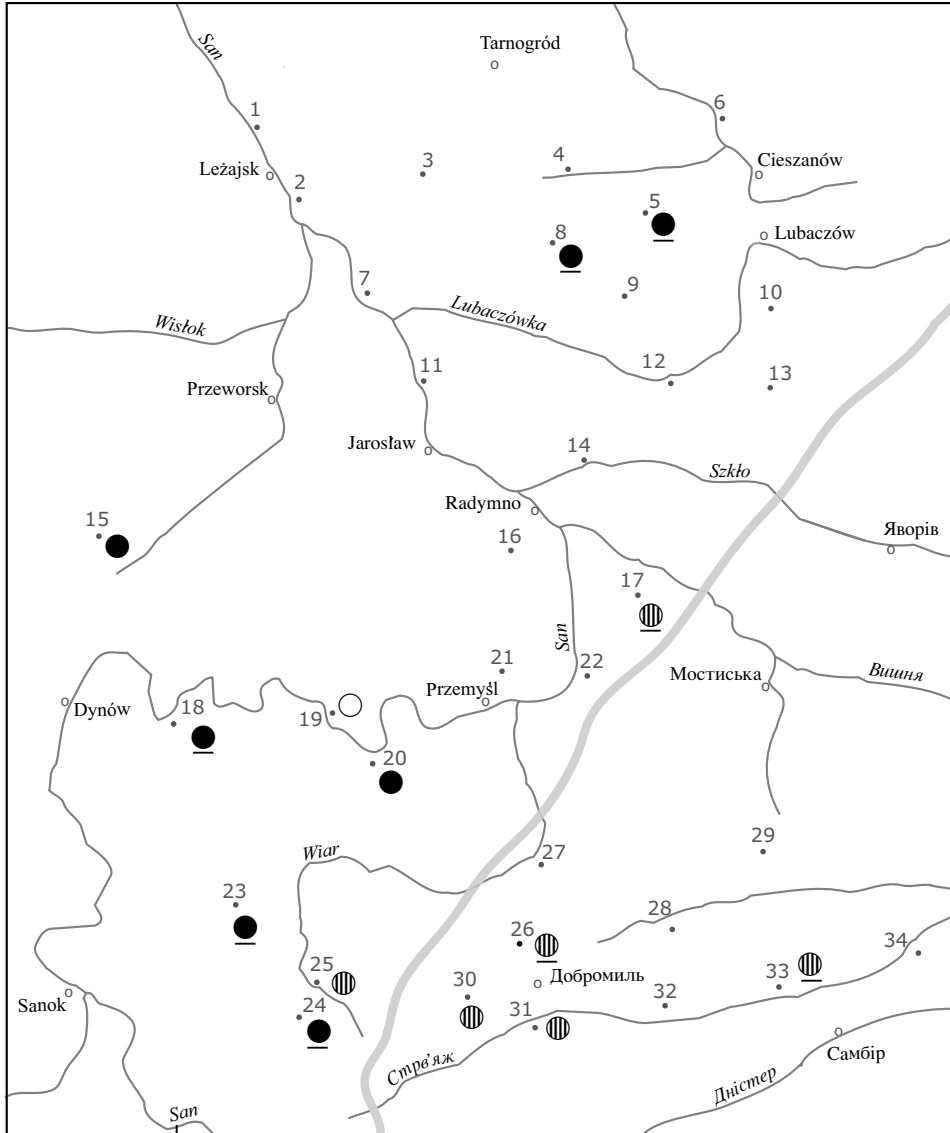 San
Tarnogród
1
6
3
4
Leżajsk
Cieszanów
2
5
8
Lubaczów
7
9
10
Wisłok
Lubaczówka
12
13
11
Przeworsk
Jarosław
14
Szkło
Radymno
15
16
Яворів
17
San
21
22
Мостиська
Вишня
Dynów
18
19
Przemyśl
20
Wiar
27
29
23
28
26
34
25
Добромиль
33
Sanok
30
24
31
32
Стрв’яж
Самбір
Дністер
San